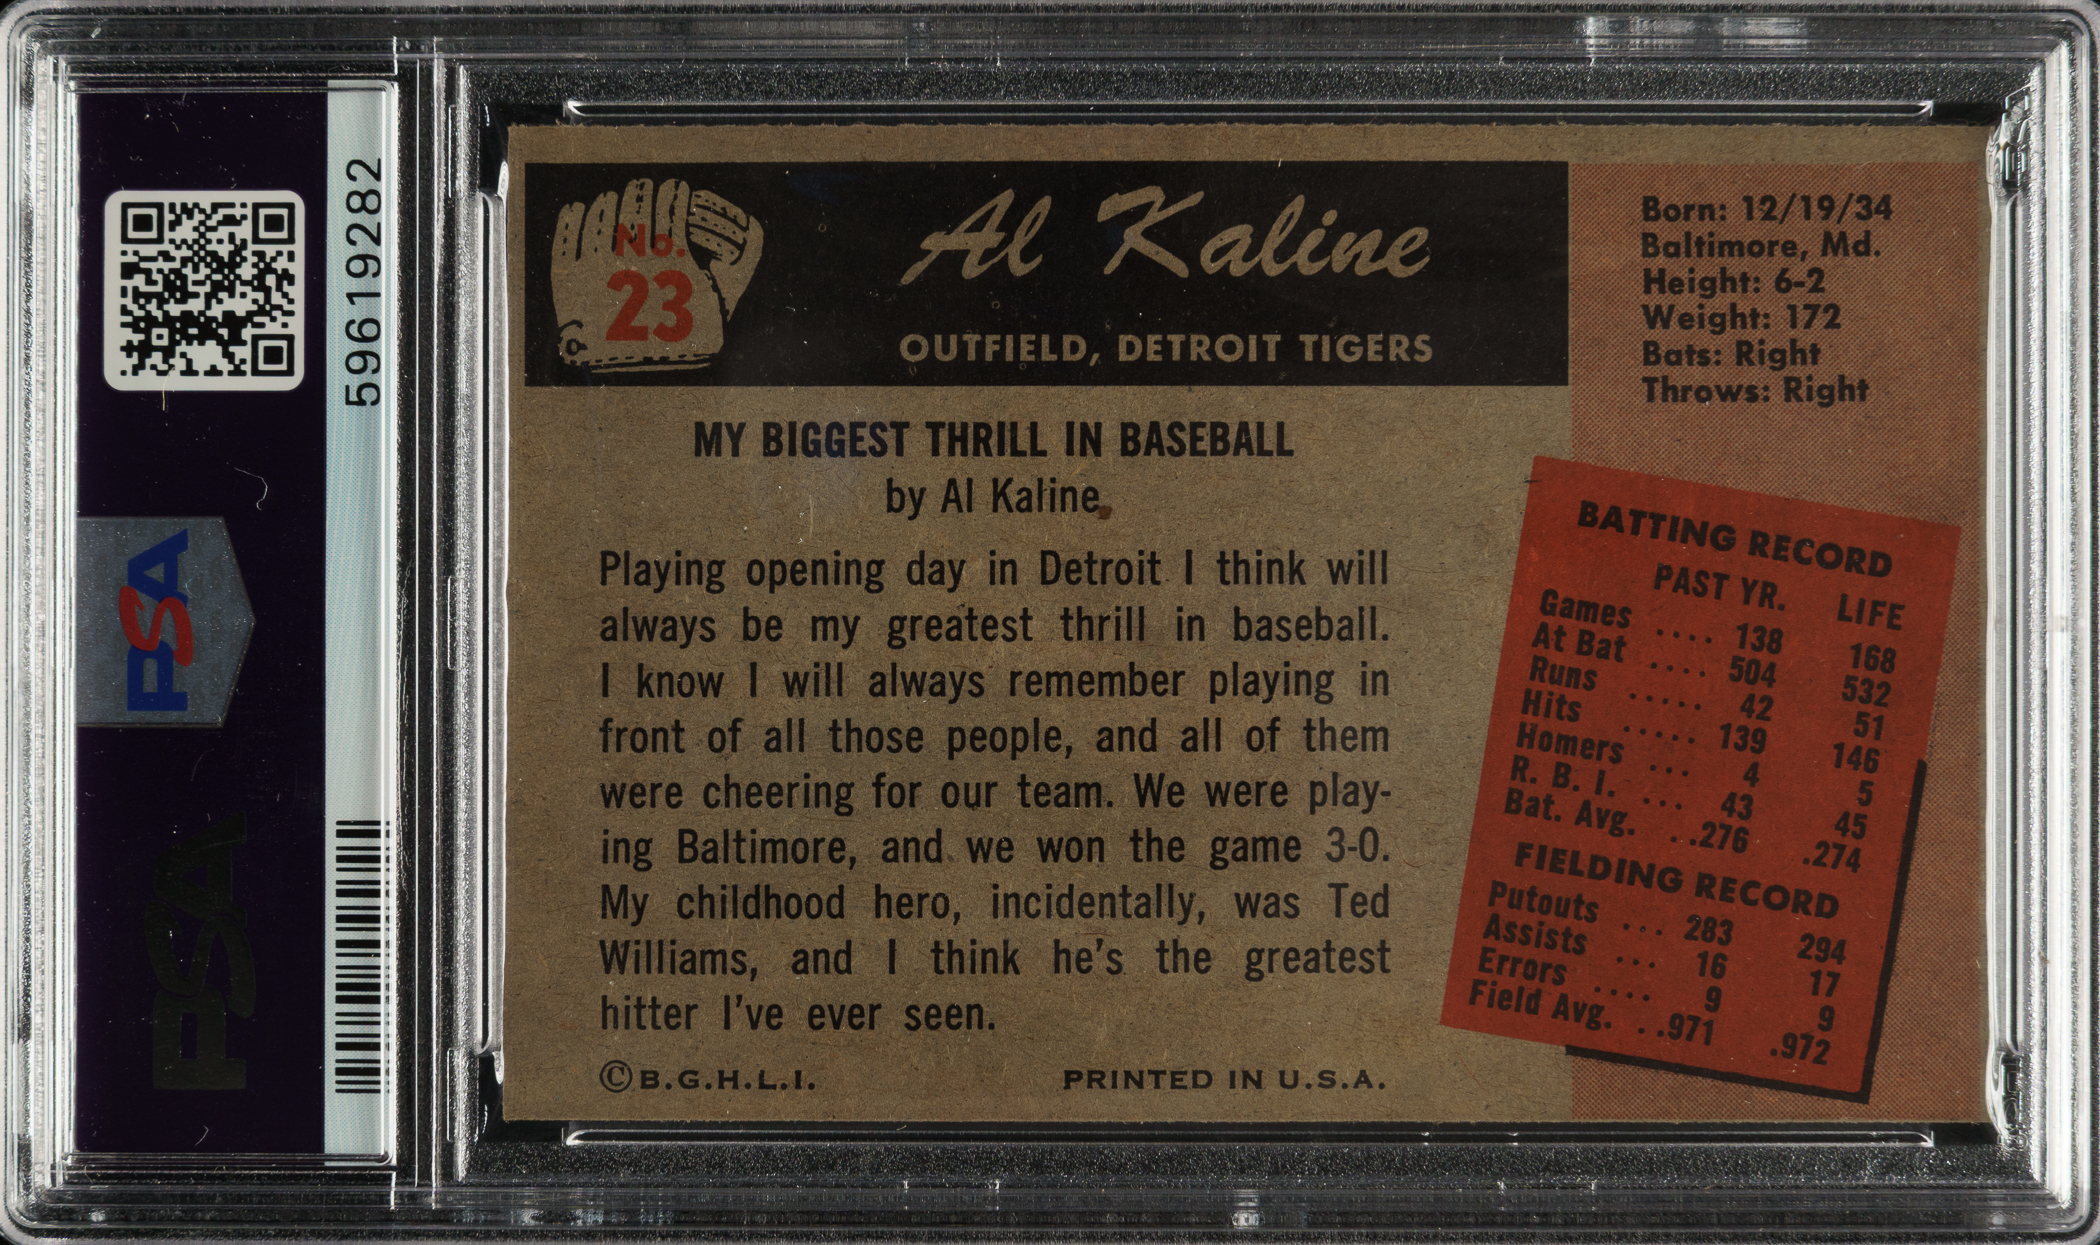 59619282
PSA
PSA
No.
23
Al Kaline
OUTFIELD, DETROIT TIGERS
Born: 12/19/34
Baltimore, Md.
Height: 6-2
Weight: 172
Bats: Right
Throws: Right
MY BIGGEST THRILL IN BASEBALL
by Al Kaline
Playing opening day in Detroit I think will
always be my greatest thrill in baseball.
I know I will always remember playing in
front of all those people, and all of them
were cheering for our team. We were play-
ing Baltimore, and we won the game 3-0.
My childhood hero, incidentally, was Ted
Williams, and I think he's the greatest
hitter I've ever seen.
©B.G.H.L.I. PRINTED IN U.S.A.
BATTING RECORD
PAST YR. LIFE
Games .... 138 168
At Bat .... 504 532
Runs ..... 42 51
Hits ..... 139 146
Homers ... 4 5
R. B. I. ... 43 45
Bat. Avg. ..276 .274
FIELDING RECORD
Putouts ... 283 294
Assists ... 16 17
Errors .... 9 9
Field Avg. ..971 .972